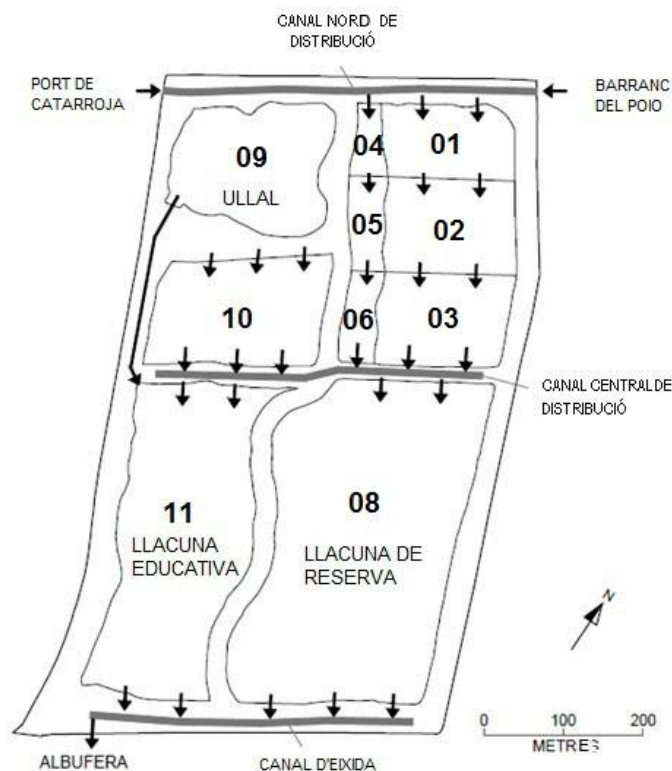 CANAL NORD DE
DISTRIBUCIÓ
PORT DE
CATARROJA
BARRANC
DEL POIO
09
ULLAL
04
01
05
02
10
06
03
CANAL CENTRAL DE
DISTRIBUCIÓ
11
LLACUNA
EDUCATIVA
08
LLACUNA DE
RESERVA
N
0 100 200
METRES
ALBUFERA
CANAL D'EIXIDA